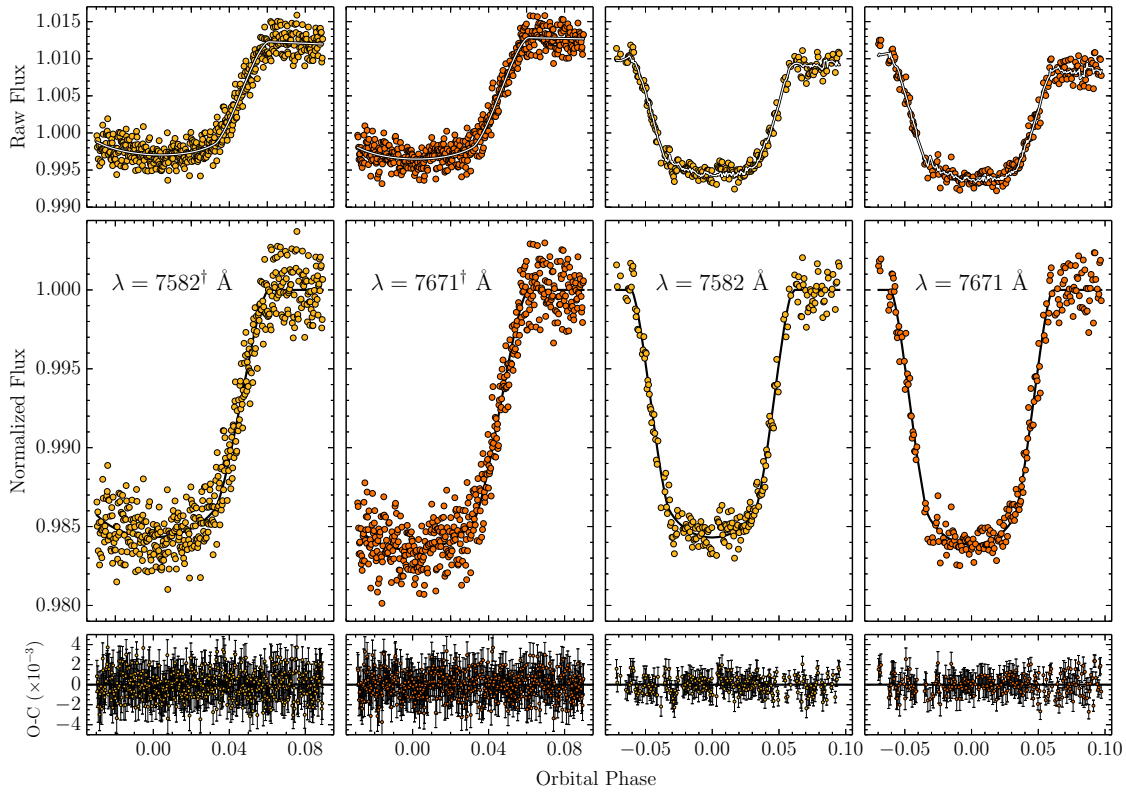 Raw Flux
1.015
1.010
1.005
1.000
0.995
0.990
Normalized Flux
1.000
0.995
0.990
0.985
0.980
λ = 7582† Å
λ = 7671† Å
λ = 7582 Å
λ = 7671 Å
O-C (×10⁻³)
4
2
0
−2
−4
0.00 0.04 0.08
0.00 0.04 0.08
−0.05 0.00 0.05 0.10
−0.05 0.00 0.05 0.10
Orbital Phase